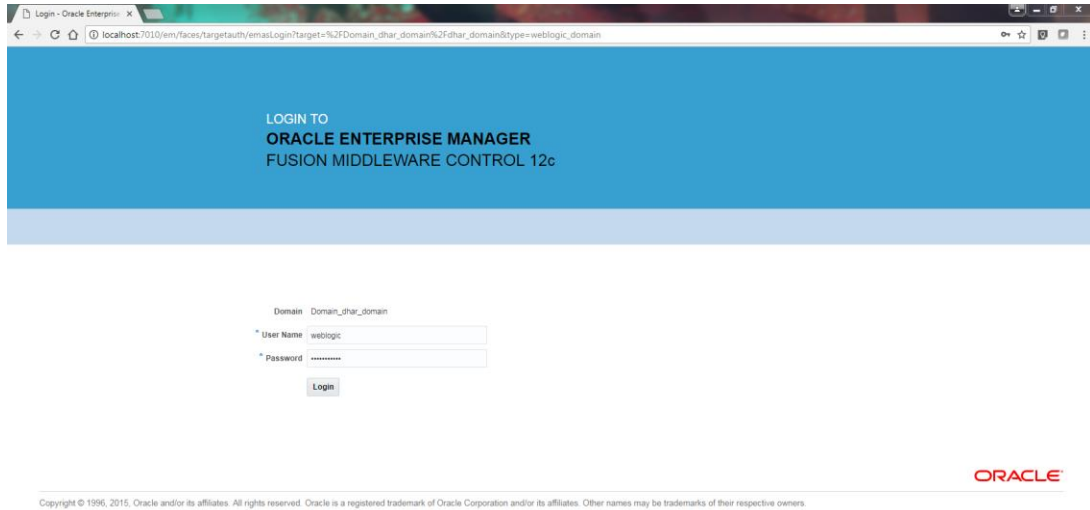 Login - Oracle Enterpris
localhost:7010/em/faces/targetauth/emasLogin?target=%2FDomain_dhar_domain%2Fdhar_domain&type=weblogic_domain
LOGIN TO
ORACLE ENTERPRISE MANAGER
FUSION MIDDLEWARE CONTROL 12c
Domain Domain_dhar_domain
* User Name weblogic
* Password •••••••••••
Login
ORACLE
Copyright © 1996, 2015, Oracle and/or its affiliates. All rights reserved. Oracle is a registered trademark of Oracle Corporation and/or its affiliates. Other names may be trademarks of their respective owners.